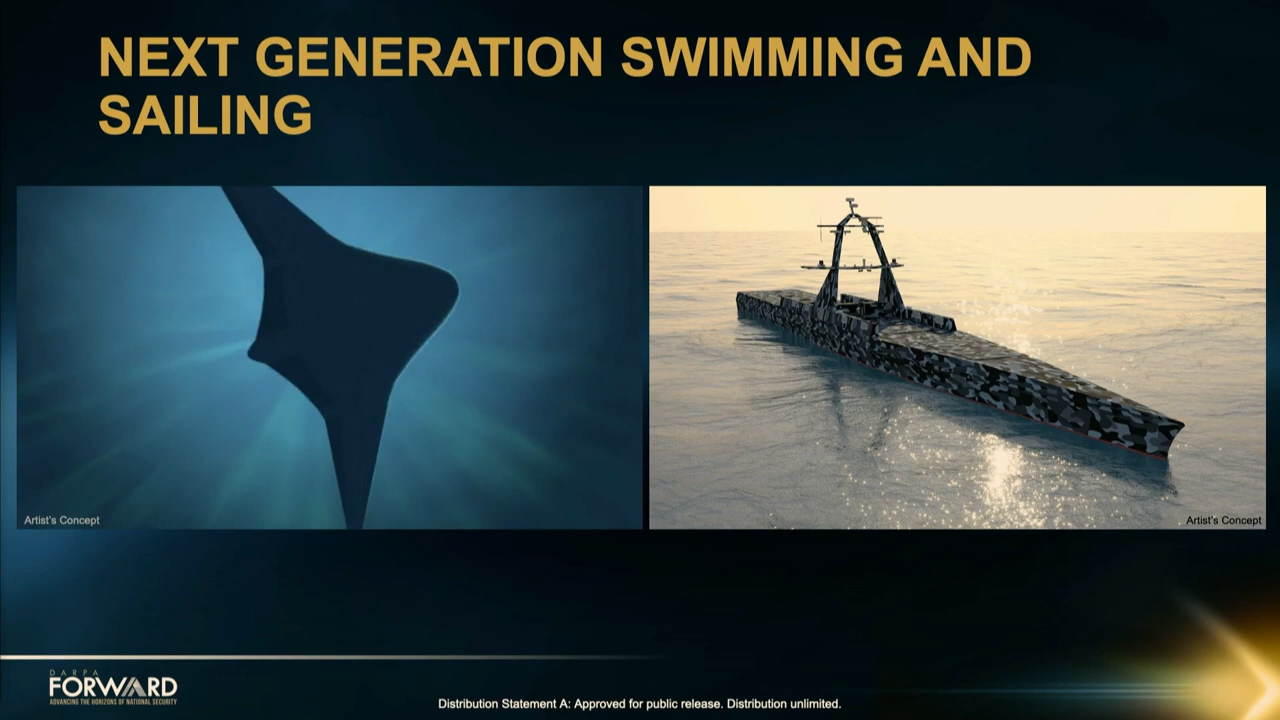 NEXT GENERATION SWIMMING AND
SAILING
Artist's Concept
Artist's Concept
DARPA
FORWARD
ADVANCING THE HORIZONS OF NATIONAL SECURITY
Distribution Statement A: Approved for public release. Distribution unlimited.